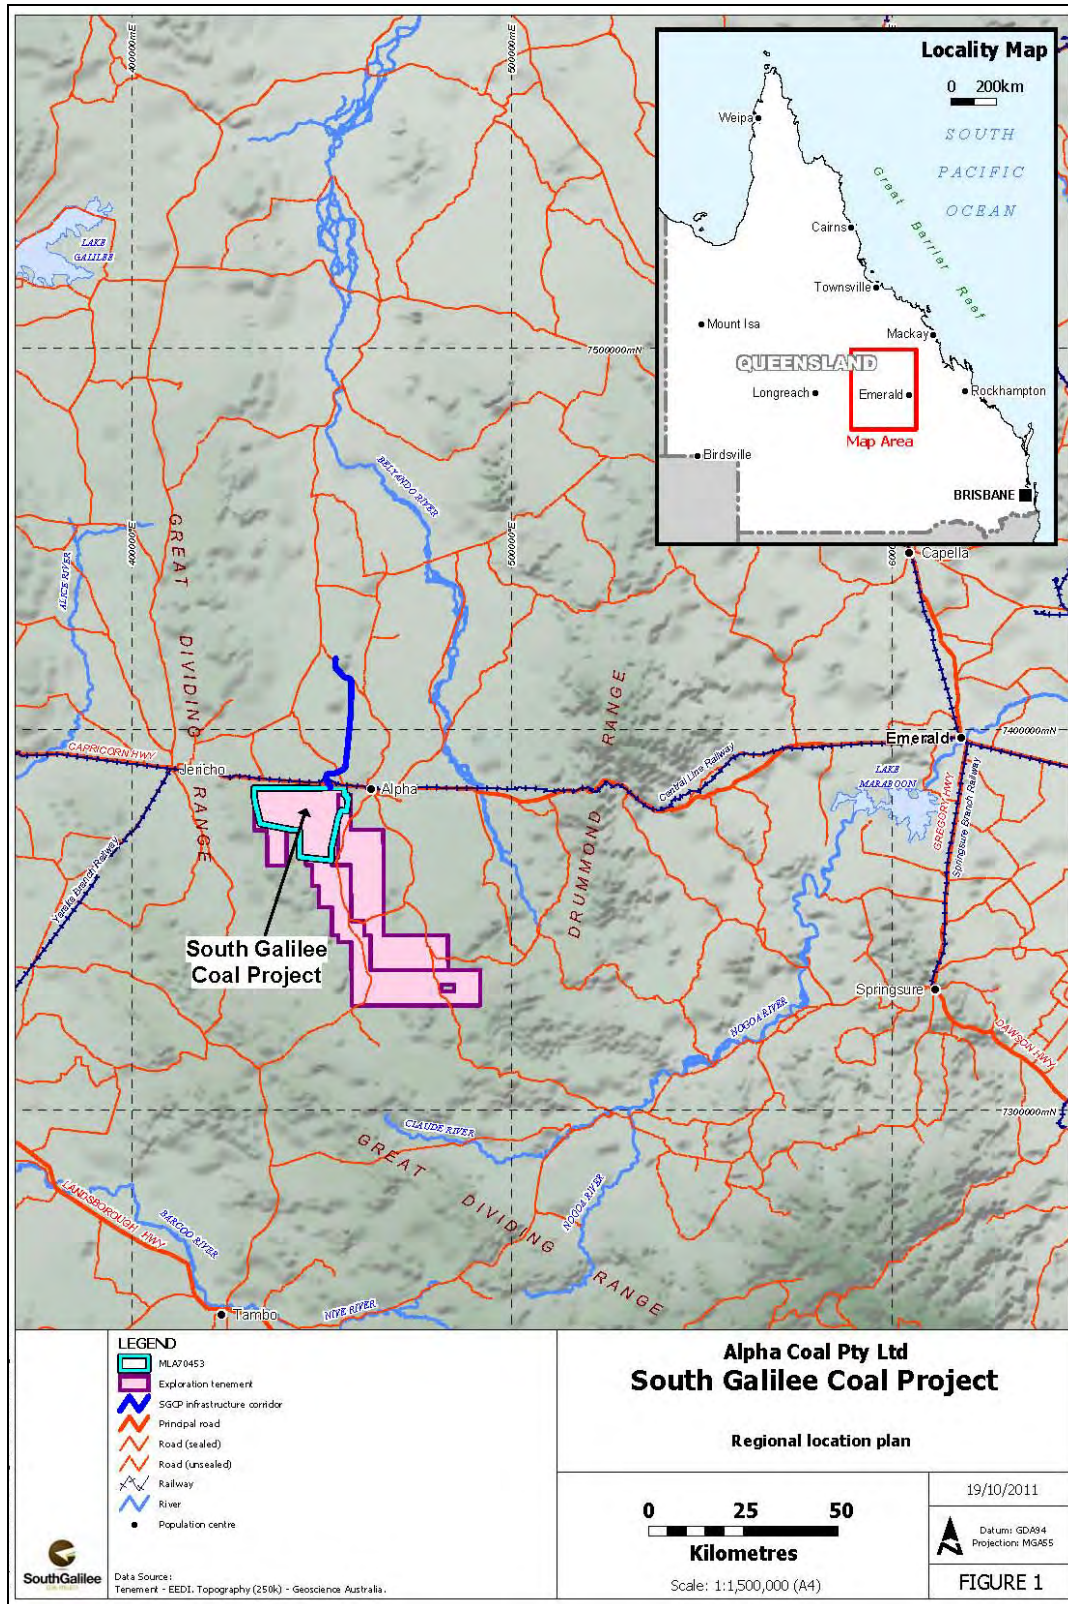 400000mE
500000mE
Locality Map
0 200km
Weipa
SOUTH
PACIFIC
OCEAN
Great Barrier Reef
Cairns
Townsville
Mount Isa
Mackay
QUEENSLAND
Longreach
Emerald
Rockhampton
Map Area
Birdsville
BRISBANE
LAKE
GALILEE
7500000mN
BELYANDO RIVER
GREAT DIVIDING RANGE
400000mE
500000mE
Capella
ALICE RIVER
DRUMMOND RANGE
7400000mN
CAPRICORN HWY
Jericho
Alpha
Central Line Railway
Emerald
LAKE
MARABOON
GREGORY HWY
Springsure Branch Railway
Yaraka Branch Railway
South Galilee
Coal Project
Springsure
NOGOA RIVER
DAWSON HWY
7300000mN
CLAUDE RIVER
GREAT DIVIDING RANGE
NOGOA RIVER
LANDSBOROUGH HWY
BARCOO RIVER
Tambo
NIVE RIVER
LEGEND
MLA70453
Exploration tenement
SGCP infrastructure corridor
Principal road
Road (sealed)
Road (unsealed)
Railway
River
Population centre
SouthGalilee
Data Source:
Tenement - EEDI. Topography (250k) - Geoscience Australia.
Alpha Coal Pty Ltd
South Galilee Coal Project
Regional location plan
0 25 50
Kilometres
Scale: 1:1,500,000 (A4)
19/10/2011
Datum: GDA94
Projection: MGA55
FIGURE 1